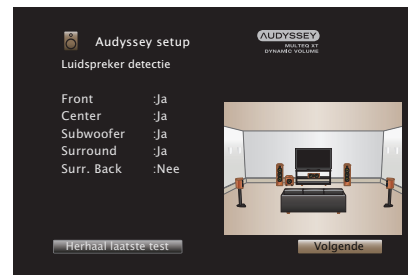 Audyssey setup
AUDYSSEY
MULTEQ XT
DYNAMIC VOLUME
Luidspreker detectie
Front :Ja
Center :Ja
Subwoofer :Ja
Surround :Ja
Surr. Back :Nee
Herhaal laatste test
Volgende